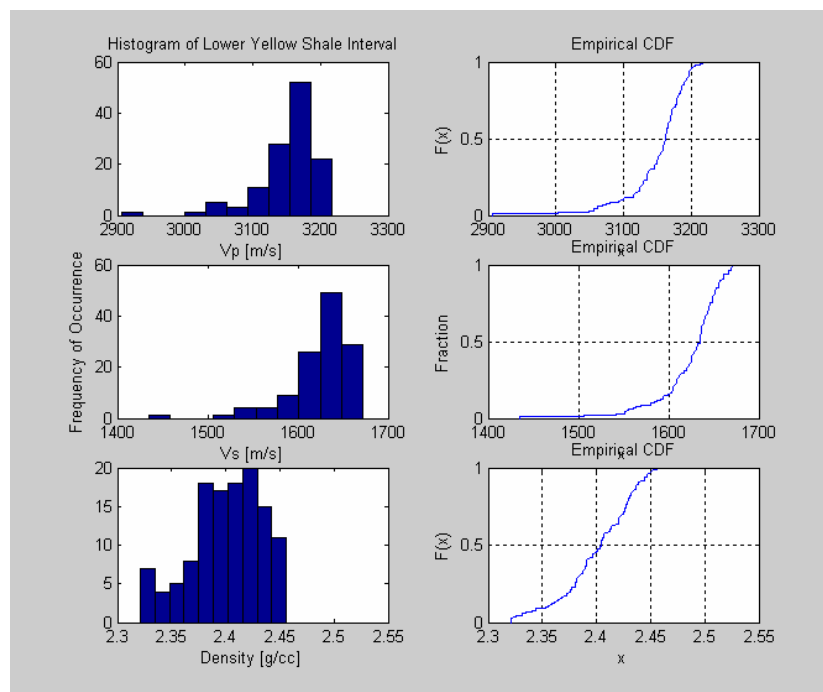 Histogram of Lower Yellow Shale Interval
60
40
20
0
2900 3000 3100 3200 3300
Vp [m/s]
Empirical CDF
1
0.5
0
F(x)
2900 3000 3100 3200 3300
x
Frequency of Occurrence
60
40
20
0
1400 1500 1600 1700
Vs [m/s]
Empirical CDF
1
0.5
0
Fraction
1400 1500 1600 1700
x
20
15
10
5
0
2.3 2.35 2.4 2.45 2.5 2.55
Density [g/cc]
Empirical CDF
1
0.5
0
F(x)
2.3 2.35 2.4 2.45 2.5 2.55
x